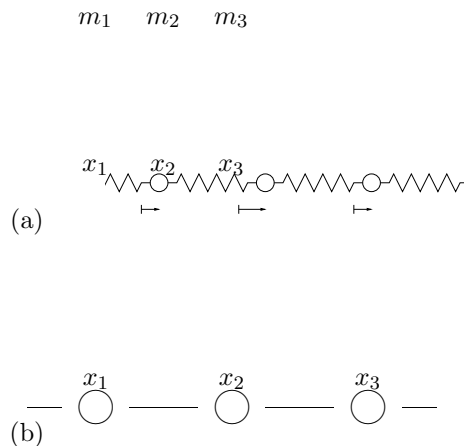 m₁ m₂ m₃
x₁ x₂ x₃
(a)
x₁ x₂ x₃
(b)